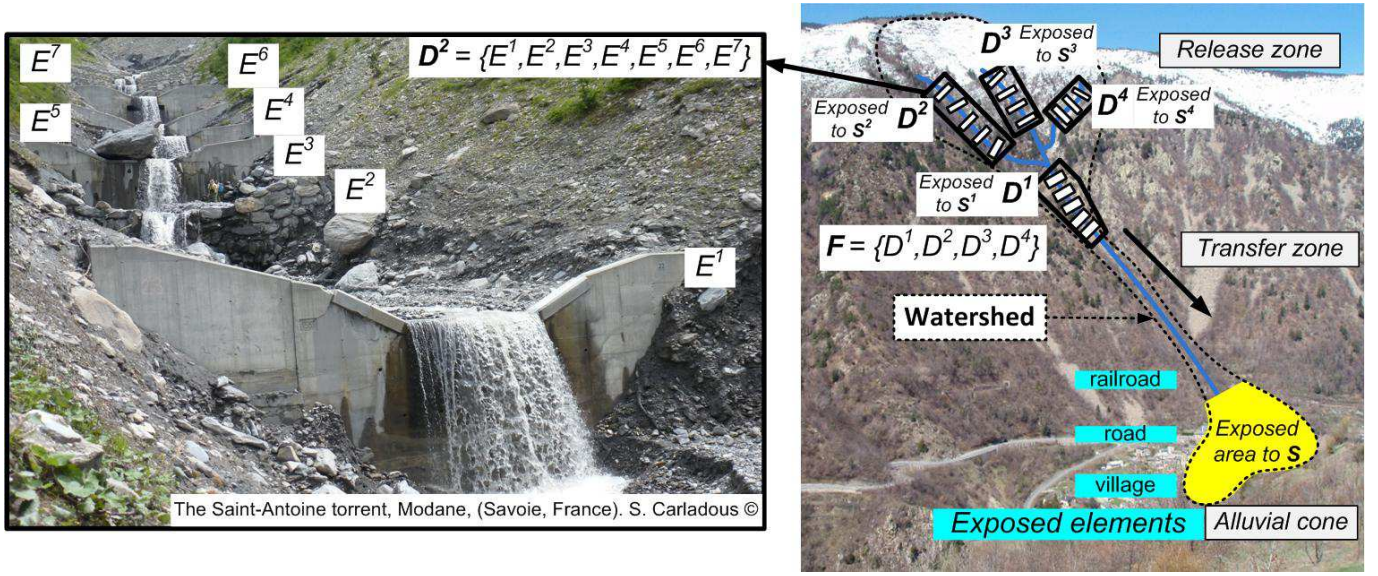 E⁷
E⁶
E⁵
E⁴
E³
E²
E¹
D² = {E¹,E²,E³,E⁴,E⁵,E⁶,E⁷}
The Saint-Antoine torrent, Modane, (Savoie, France). S. Carladous ©
D³ Exposed
to S³
Release zone
Exposed
to S² D²
D⁴ Exposed
to S⁴
Exposed
to S¹ D¹
F = {D¹,D²,D³,D⁴}
Transfer zone
Watershed
railroad
road
village
Exposed
area to S
Exposed elements
Alluvial cone